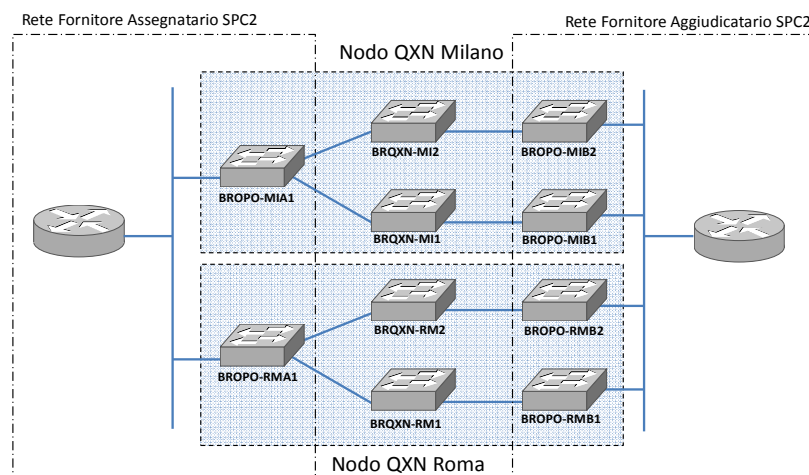 Rete Fornitore Assegnatario SPC2
Rete Fornitore Aggiudicatario SPC2
Nodo QXN Milano
BRQXN-MI2
BROPO-MIB2
BROPO-MIA1
BRQXN-MI1
BROPO-MIB1
BRQXN-RM2
BROPO-RMB2
BROPO-RMA1
BRQXN-RM1
BROPO-RMB1
Nodo QXN Roma